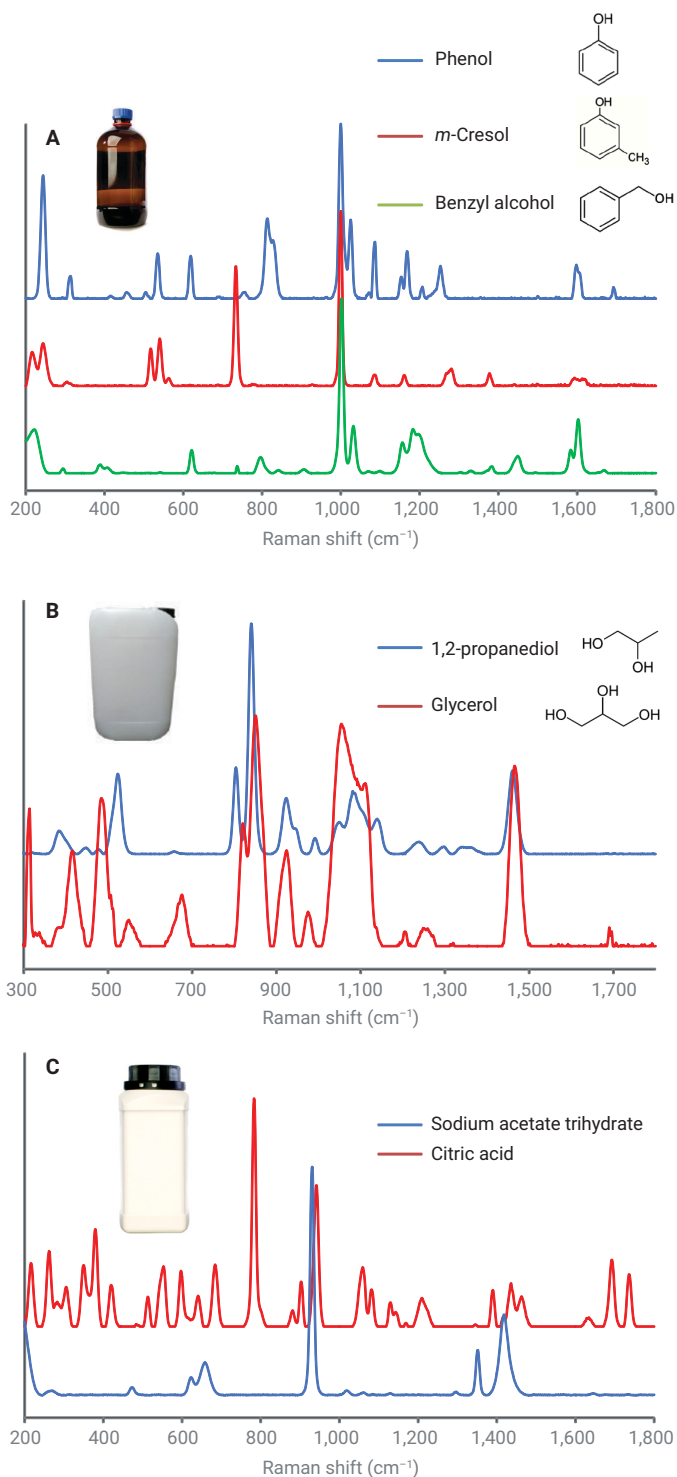 OH
Phenol
A
OH
m-Cresol
CH₃
Benzyl alcohol
OH
200 400 600 800 1,000 1,200 1,400 1,600 1,800
Raman shift (cm⁻¹)
B
1,2-propanediol
HO
OH
Glycerol
OH
HO OH
300 500 700 900 1,100 1,300 1,500 1,700
Raman shift (cm⁻¹)
C
Sodium acetate trihydrate
Citric acid
200 400 600 800 1,000 1,200 1,400 1,600 1,800
Raman shift (cm⁻¹)